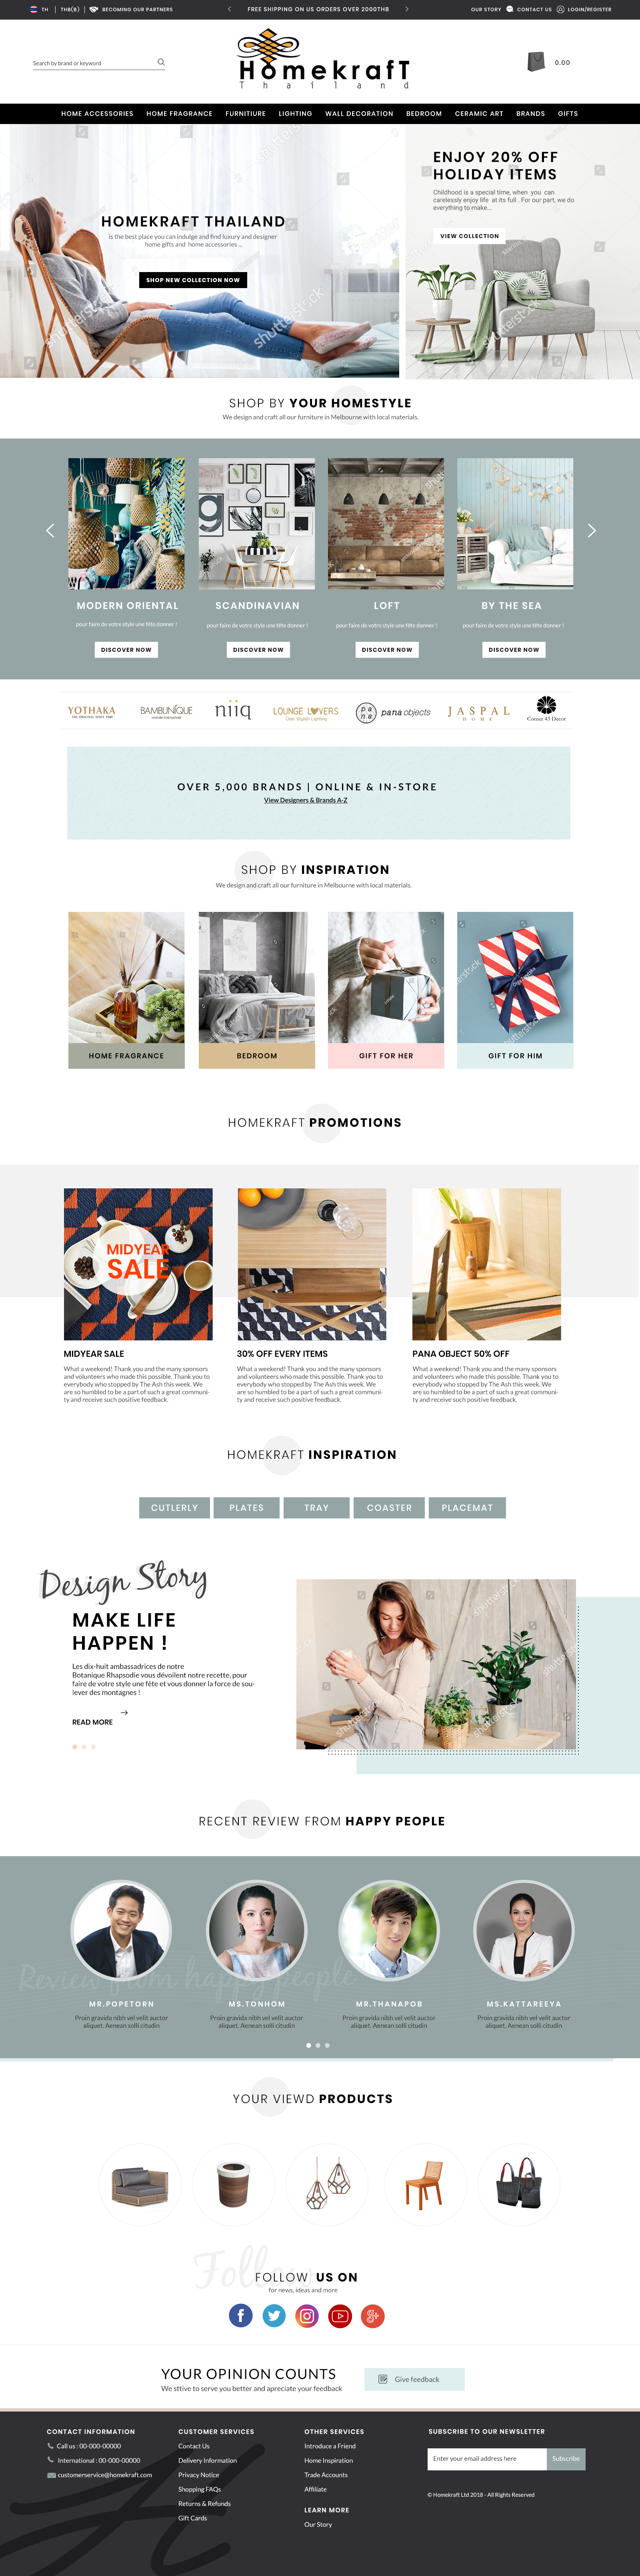 TH | THB(฿) | BECOMING OUR PARTNERS
FREE SHIPPING ON US ORDERS OVER 2000THB
OUR STORY CONTACT US LOGIN/REGISTER
Search by brand or keyword
Homekraft
Thailand
0.00
HOME ACCESSORIES HOME FRAGRANCE FURNITIURE LIGHTING WALL DECORATION BEDROOM CERAMIC ART BRANDS GIFTS
HOMEKRAFT THAILAND
is the best place you can indulge and find luxury and designer
home gifts and home accessories ...
SHOP NEW COLLECTION NOW
shutterstock
shutterstock
ENJOY 20% OFF
HOLIDAY ITEMS
Childhood is a special time, when you can
carelessly enjoy life at its full . For our part, we do
everything to make...
VIEW COLLECTION
SHOP BY YOUR HOMESTYLE
We design and craft all our furniture in Melbourne with local materials.
MODERN ORIENTAL
pour faire de votre style une fête donner !
DISCOVER NOW
SCANDINAVIAN
pour faire de votre style une fête donner !
DISCOVER NOW
LOFT
pour faire de votre style une fête donner !
DISCOVER NOW
BY THE SEA
pour faire de votre style une fête donner !
DISCOVER NOW
YOTHAKA
THE ORIGINAL SINCE 1989
BAMBUNIQUE
niiq
LOUNGE LOVERS
Über Stylish Lighting
pa
na
pana objects
JASPAL
HOME
Corner 43 Decor
OVER 5,000 BRANDS | ONLINE & IN-STORE
View Designers & Brands A-Z
SHOP BY INSPIRATION
We design and craft all our furniture in Melbourne with local materials.
HOME FRAGRANCE
BEDROOM
GIFT FOR HER
GIFT FOR HIM
HOMEKRAFT PROMOTIONS
MIDYEAR
SALE
MIDYEAR SALE
What a weekend! Thank you and the many sponsors
and volunteers who made this possible. Thank you to
everybody who stopped by The Ash this week. We
are so humbled to be a part of such a great communi-
ty and receive such positive feedback.
30% OFF EVERY ITEMS
What a weekend! Thank you and the many sponsors
and volunteers who made this possible. Thank you to
everybody who stopped by The Ash this week. We
are so humbled to be a part of such a great communi-
ty and receive such positive feedback.
PANA OBJECT 50% OFF
What a weekend! Thank you and the many sponsors
and volunteers who made this possible. Thank you to
everybody who stopped by The Ash this week. We
are so humbled to be a part of such a great communi-
ty and receive such positive feedback.
HOMEKRAFT INSPIRATION
CUTLERLY PLATES TRAY COASTER PLACEMAT
Design Story
MAKE LIFE
HAPPEN !
Les dix-huit ambassadrices de notre
Botanique Rhapsodie vous dévoilent notre recette, pour
faire de votre style une fête et vous donner la force de sou-
lever des montagnes !
READ MORE
RECENT REVIEW FROM HAPPY PEOPLE
Review from happy people
MR.POPETORN
Proin gravida nibh vel velit auctor
aliquet. Aenean solli citudin
MS.TONHOM
Proin gravida nibh vel velit auctor
aliquet. Aenean solli citudin
MR.THANAPOB
Proin gravida nibh vel velit auctor
aliquet. Aenean solli citudin
MS.KATTAREEYA
Proin gravida nibh vel velit auctor
aliquet. Aenean solli citudin
YOUR VIEWD PRODUCTS
Follow
FOLLOW US ON
for news, ideas and more
YOUR OPINION COUNTS
We sttive to serve you better and apreciate your feedback
Give feedback
CONTACT INFORMATION
Call us : 00-000-00000
International : 00-000-00000
customerservice@homekraft.com
CUSTOMER SERVICES
Contact Us
Delivery Information
Privacy Notice
Shopping FAQs
Returns & Refunds
Gift Cards
OTHER SERVICES
Introduce a Friend
Home Inspiration
Trade Accounts
Affiliate
LEARN MORE
Our Story
SUBSCRIBE TO OUR NEWSLETTER
Enter your email address here
Subscribe
© Homekraft Ltd 2018 - All Rights Reserved